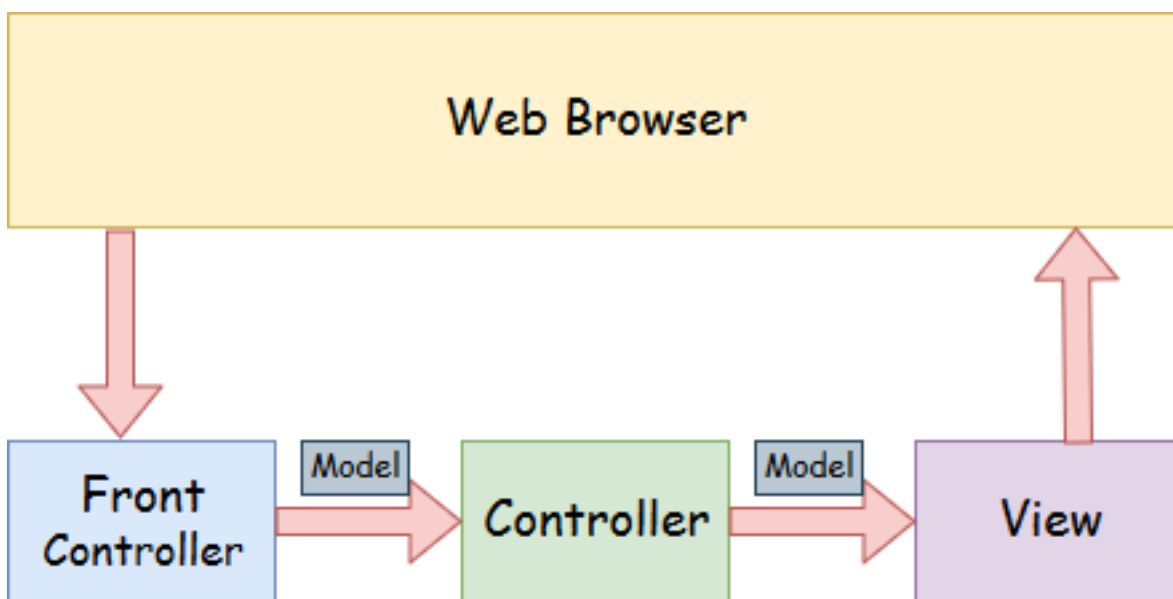 Web Browser
Front
Controller
Model
Controller
Model
View